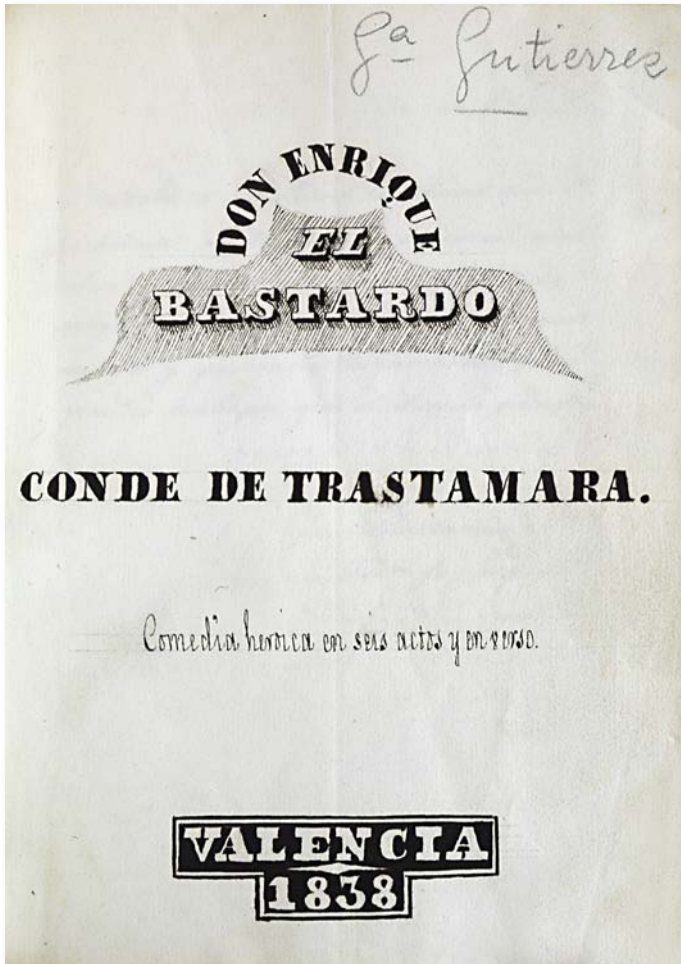 Gª Gutierrez
DON ENRIQUE
EL
BASTARDO
CONDE DE TRASTAMARA.
Comedia heroica en seis actos y en verso.
VALENCIA
1838